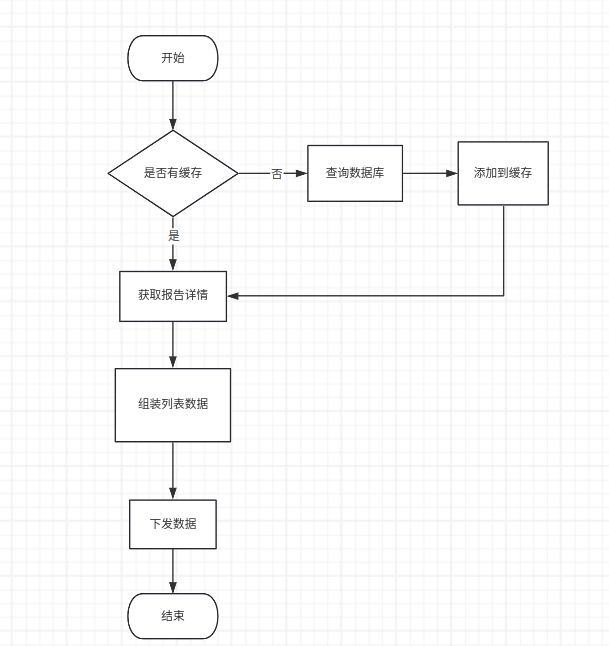 开始
是否有缓存
否
查询数据库
添加到缓存
是
获取报告详情
组装列表数据
下发数据
结束